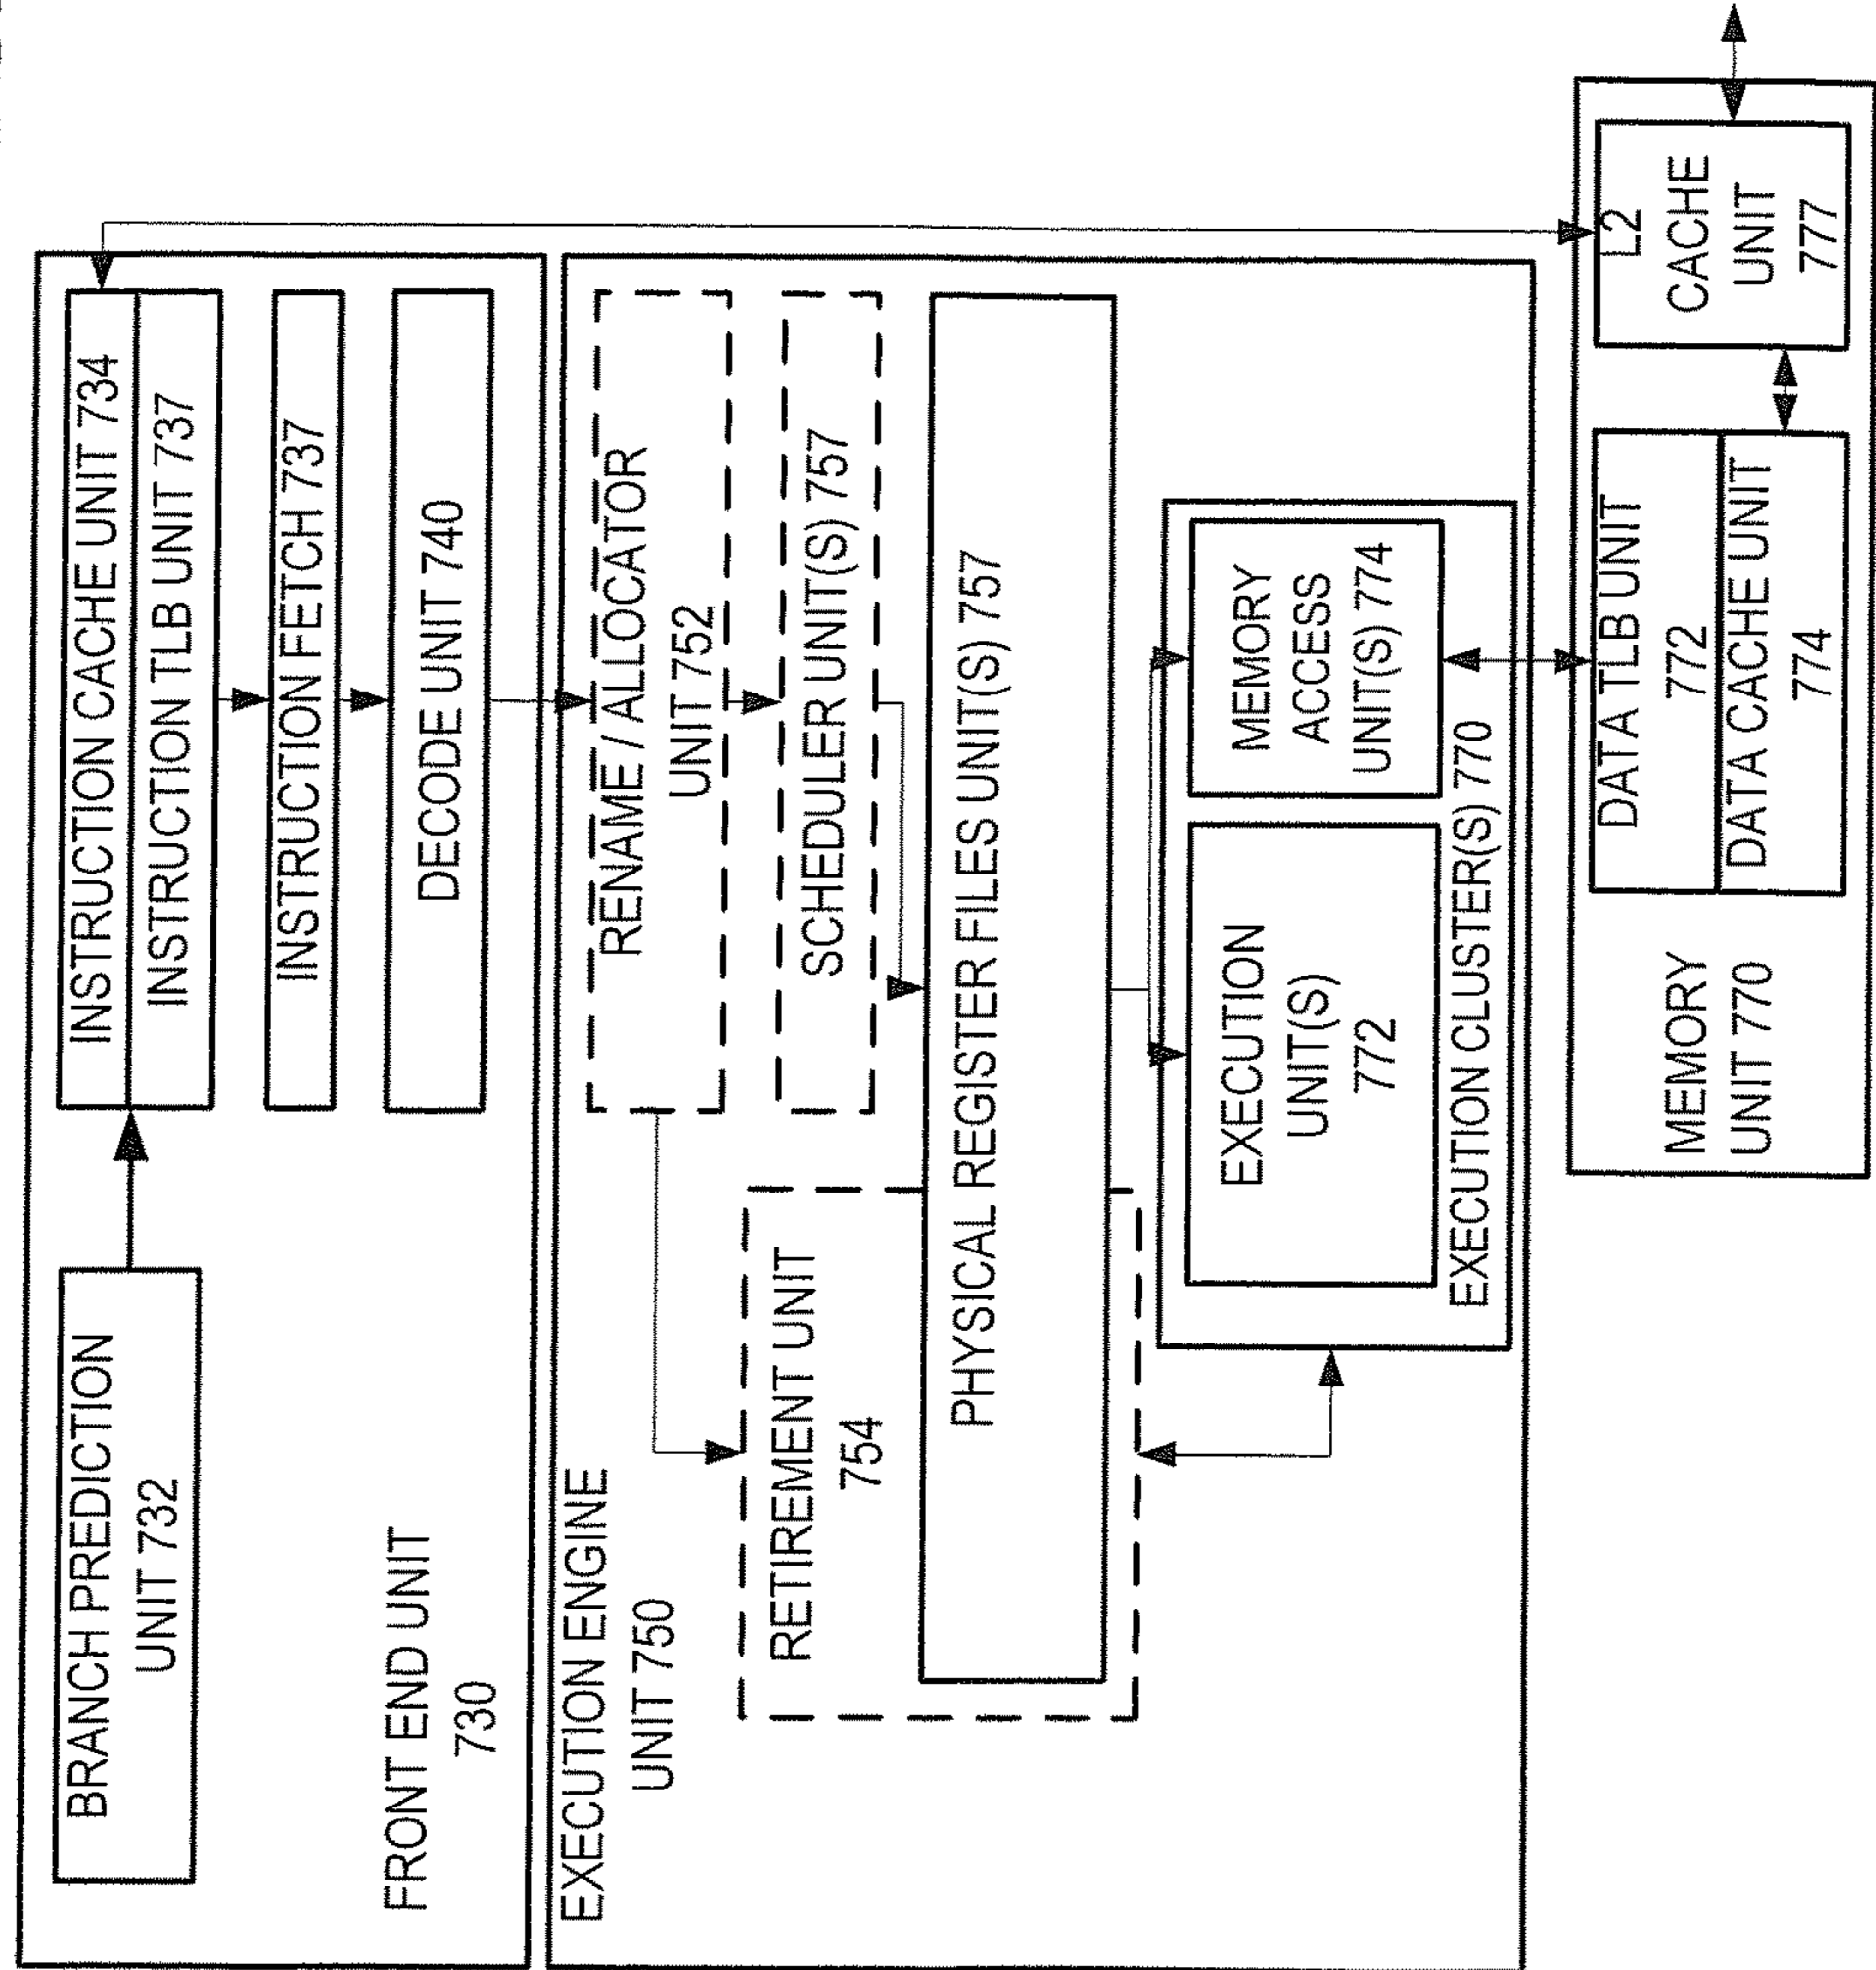 BRANCH PREDICTION
UNIT 732
INSTRUCTION CACHE UNIT 734
INSTRUCTION TLB UNIT 737
INSTRUCTION FETCH 737
DECODE UNIT 740
FRONT END UNIT
730
EXECUTION ENGINE
UNIT 750
RENAME / ALLOCATOR
UNIT 752
SCHEDULER UNIT(S) 757
RETIREMENT UNIT
754
PHYSICAL REGISTER FILES UNIT(S) 757
EXECUTION
UNIT(S)
772
MEMORY
ACCESS
UNIT(S) 774
EXECUTION CLUSTER(S) 770
MEMORY
UNIT 770
DATA TLB UNIT
772
DATA CACHE UNIT
774
L2
CACHE
UNIT
777